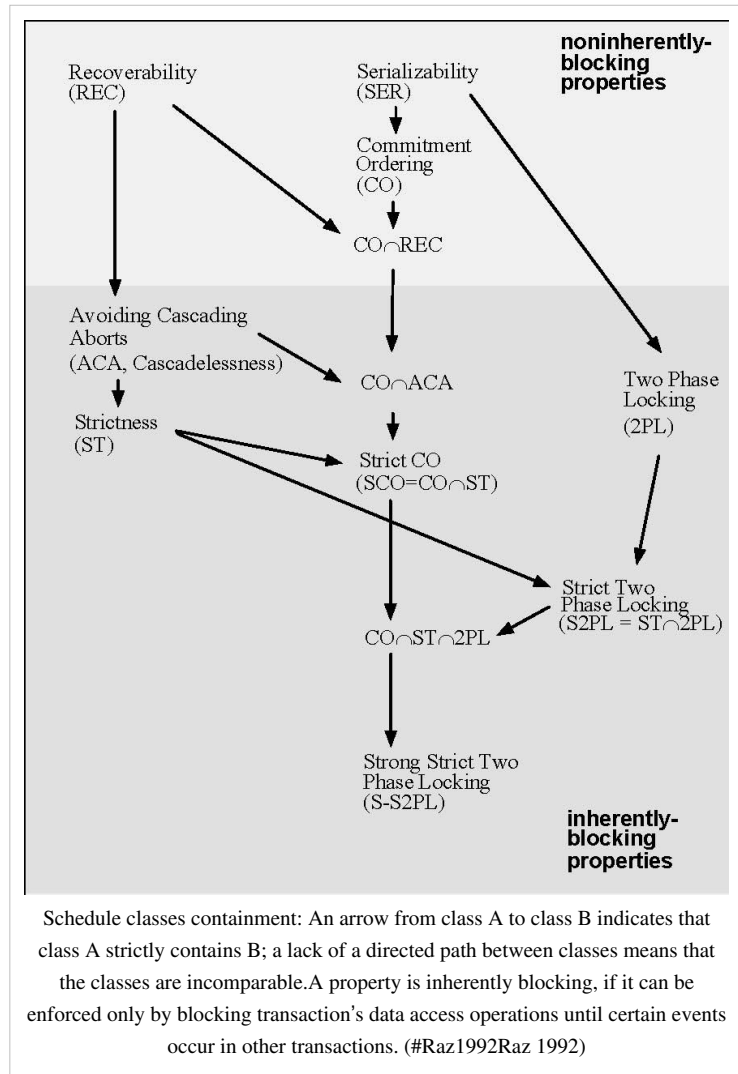 noninherently-
blocking
properties
Recoverability
(REC)
Serializability
(SER)
Commitment
Ordering
(CO)
CO∩REC
Avoiding Cascading
Aborts
(ACA, Cascadelessness)
CO∩ACA
Two Phase
Locking
(2PL)
Strictness
(ST)
Strict CO
(SCO=CO∩ST)
Strict Two
Phase Locking
(S2PL = ST∩2PL)
CO∩ST∩2PL
Strong Strict Two
Phase Locking
(S-S2PL)
inherently-
blocking
properties
Schedule classes containment: An arrow from class A to class B indicates that
class A strictly contains B; a lack of a directed path between classes means that
the classes are incomparable.A property is inherently blocking, if it can be
enforced only by blocking transaction's data access operations until certain events
occur in other transactions. (#Raz1992Raz 1992)